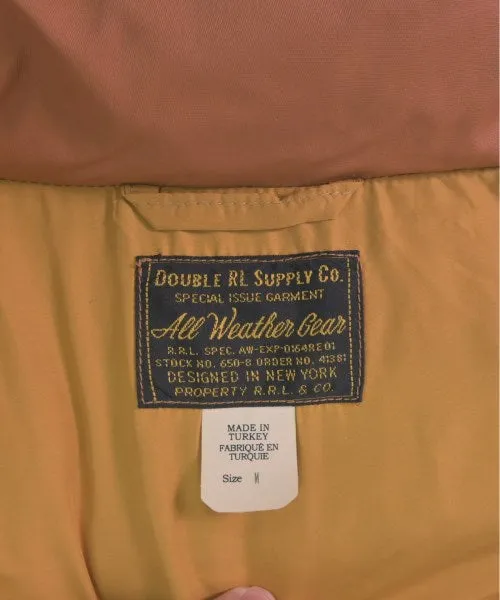 DOUBLE RL SUPPLY CO.
SPECIAL ISSUE GARMENT
All Weather Gear
R.R.L. SPEC. AW-EXP-0164RE01
STOCK NO. 650-8 ORDER NO. 41381
DESIGNED IN NEW YORK
PROPERTY R.R.L. & CO.
MADE IN
TURKEY
FABRIQUÉ EN
TURQUIE
Size M